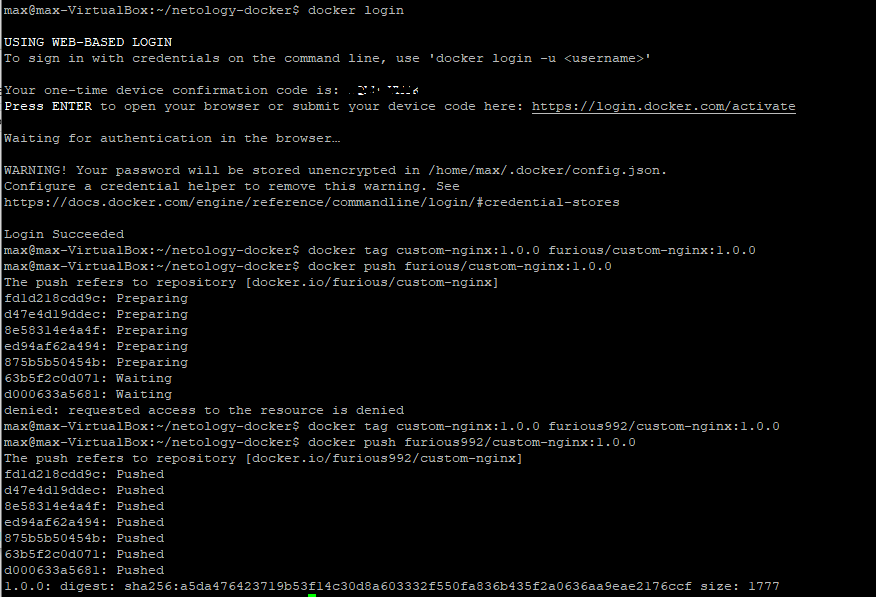 max@max-VirtualBox:~/netology-docker$ docker login
USING WEB-BASED LOGIN
To sign in with credentials on the command line, use 'docker login -u <username>'
Your one-time device confirmation code is:
Press ENTER to open your browser or submit your device code here: https://login.docker.com/activate
Waiting for authentication in the browser…
WARNING! Your password will be stored unencrypted in /home/max/.docker/config.json.
Configure a credential helper to remove this warning. See
https://docs.docker.com/engine/reference/commandline/login/#credential-stores
Login Succeeded
max@max-VirtualBox:~/netology-docker$ docker tag custom-nginx:1.0.0 furious/custom-nginx:1.0.0
max@max-VirtualBox:~/netology-docker$ docker push furious/custom-nginx:1.0.0
The push refers to repository [docker.io/furious/custom-nginx]
fd1d218cdd9c: Preparing
d47e4d19ddec: Preparing
8e58314e4a4f: Preparing
ed94af62a494: Preparing
875b5b50454b: Preparing
63b5f2c0d071: Waiting
d000633a5681: Waiting
denied: requested access to the resource is denied
max@max-VirtualBox:~/netology-docker$ docker tag custom-nginx:1.0.0 furious992/custom-nginx:1.0.0
max@max-VirtualBox:~/netology-docker$ docker push furious992/custom-nginx:1.0.0
The push refers to repository [docker.io/furious992/custom-nginx]
fd1d218cdd9c: Pushed
d47e4d19ddec: Pushed
8e58314e4a4f: Pushed
ed94af62a494: Pushed
875b5b50454b: Pushed
63b5f2c0d071: Pushed
d000633a5681: Pushed
1.0.0: digest: sha256:a5da476423719b53f14c30d8a603332f550fa836b435f2a0636aa9eae2176ccf size: 1777